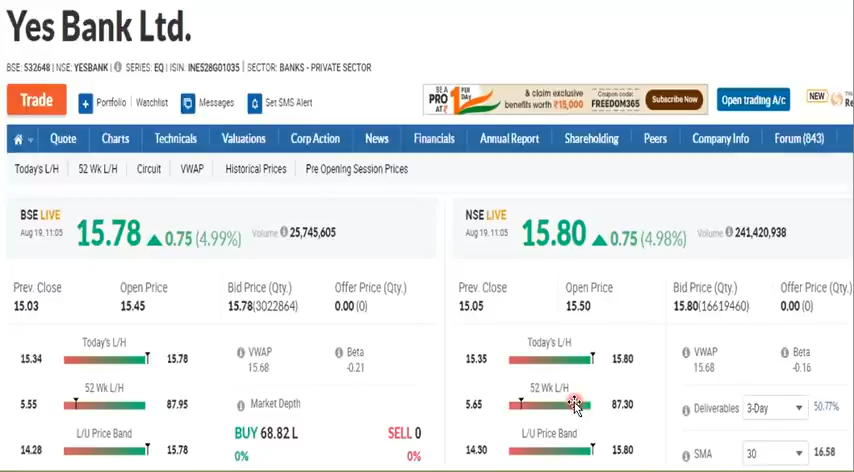 Yes Bank Ltd.
BSE: 532648 | NSE: YESBANK | SERIES: EQ | ISIN: INE528G01035 | SECTOR: BANKS - PRIVATE SECTOR
Trade Portfolio Watchlist Messages Set SMS Alert
BE A PRO AT ₹1 PER DAY & claim exclusive benefits worth ₹15,000 Coupon code: FREEDOM365 Subscribe Now
Open trading A/c NEW
Quote Charts Technicals Valuations Corp Action News Financials Annual Report Shareholding Peers Company Info Forum (843)
Today's L/H 52 Wk L/H Circuit VWAP Historical Prices Pre Opening Session Prices
BSE LIVE
Aug 19, 11:05
15.78 0.75 (4.99%) Volume 25,745,605
Prev. Close Open Price Bid Price (Qty.) Offer Price (Qty.)
15.03 15.45 15.78(3022864) 0.00 (0)
Today's L/H
15.34 15.78
52 Wk L/H
5.55 87.95
L/U Price Band
14.28 15.78
VWAP Beta
15.68 -0.21
Market Depth
BUY 68.82 L SELL 0
0% 0%
NSE LIVE
Aug 19, 11:05
15.80 0.75 (4.98%) Volume 241,420,938
Prev. Close Open Price Bid Price (Qty.) Offer Price (Qty.)
15.05 15.50 15.80(16619460) 0.00 (0)
Today's L/H
15.35 15.80
52 Wk L/H
5.65 87.30
L/U Price Band
14.30 15.80
VWAP Beta
15.68 -0.16
Deliverables 3-Day 50.77%
SMA 30 16.58